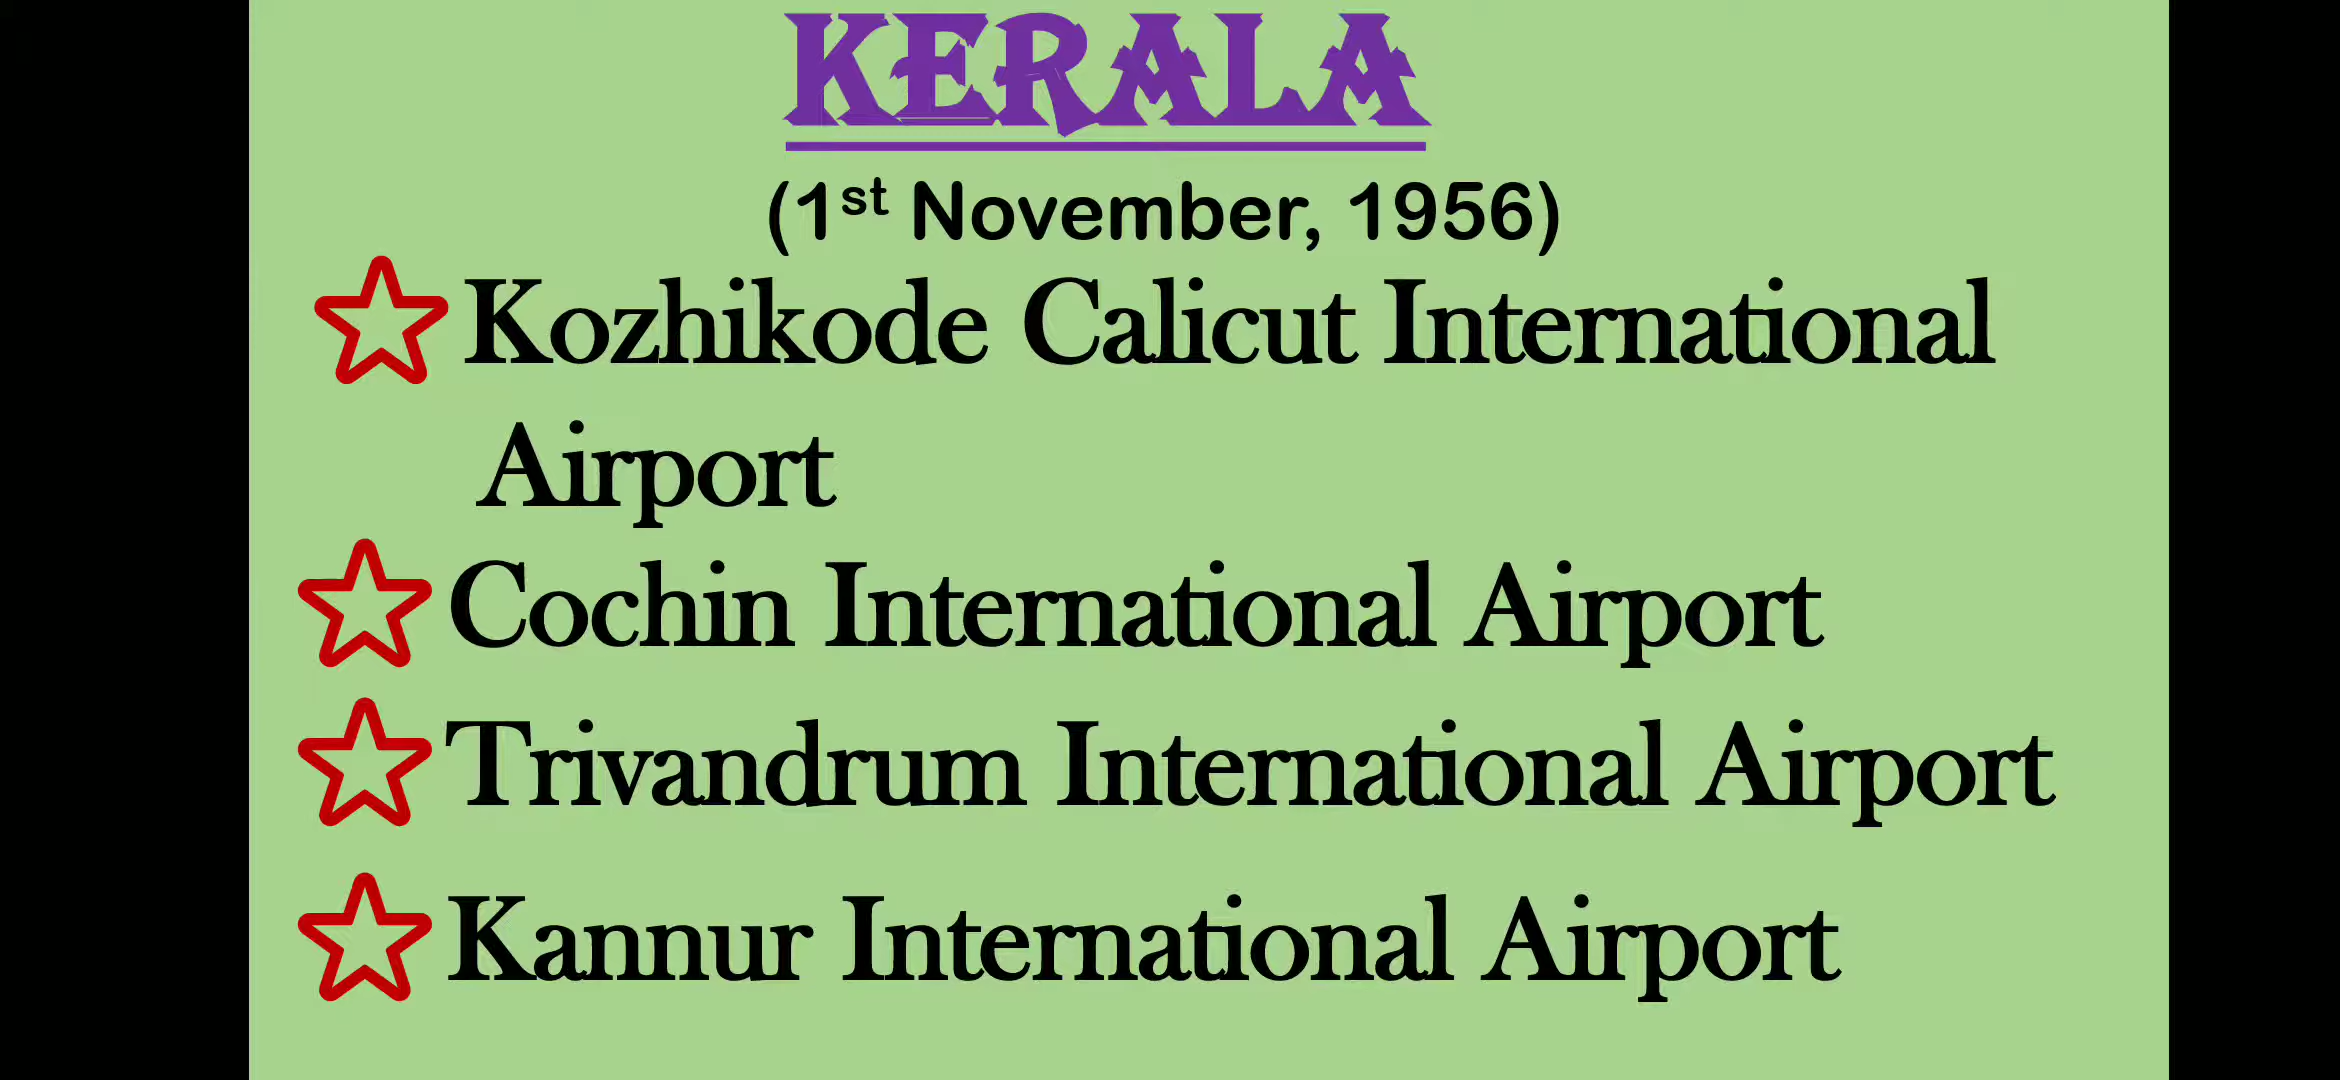 KERALA
(1st November, 1956)
Kozhikode Calicut International
Airport
Cochin International Airport
Trivandrum International Airport
Kannur International Airport